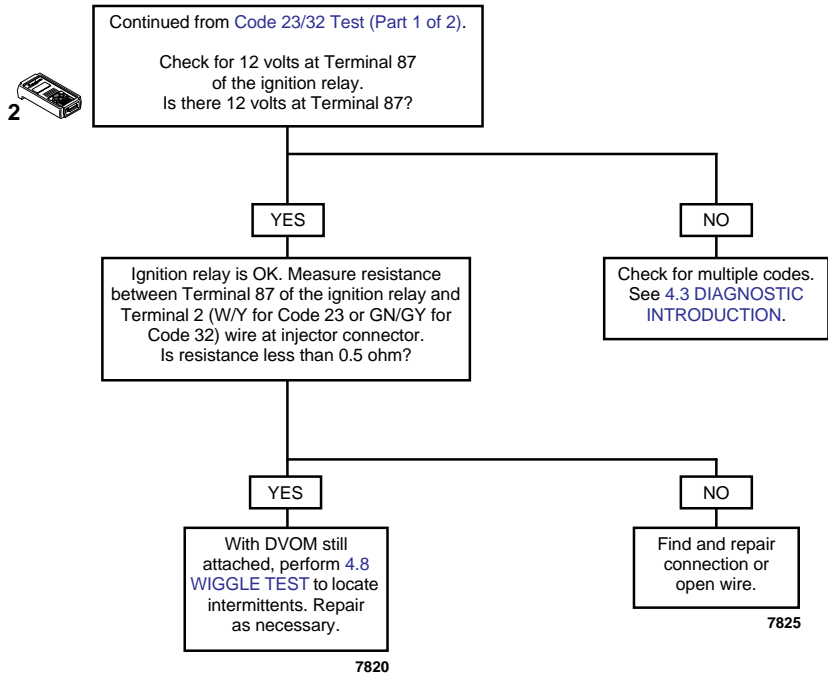 Continued from Code 23/32 Test (Part 1 of 2).
Check for 12 volts at Terminal 87
of the ignition relay.
Is there 12 volts at Terminal 87?
2
YES
NO
Ignition relay is OK. Measure resistance
between Terminal 87 of the ignition relay and
Terminal 2 (W/Y for Code 23 or GN/GY for
Code 32) wire at injector connector.
Is resistance less than 0.5 ohm?
Check for multiple codes.
See 4.3 DIAGNOSTIC
INTRODUCTION.
YES
NO
With DVOM still
attached, perform 4.8
WIGGLE TEST to locate
intermittents. Repair
as necessary.
7820
Find and repair
connection or
open wire.
7825